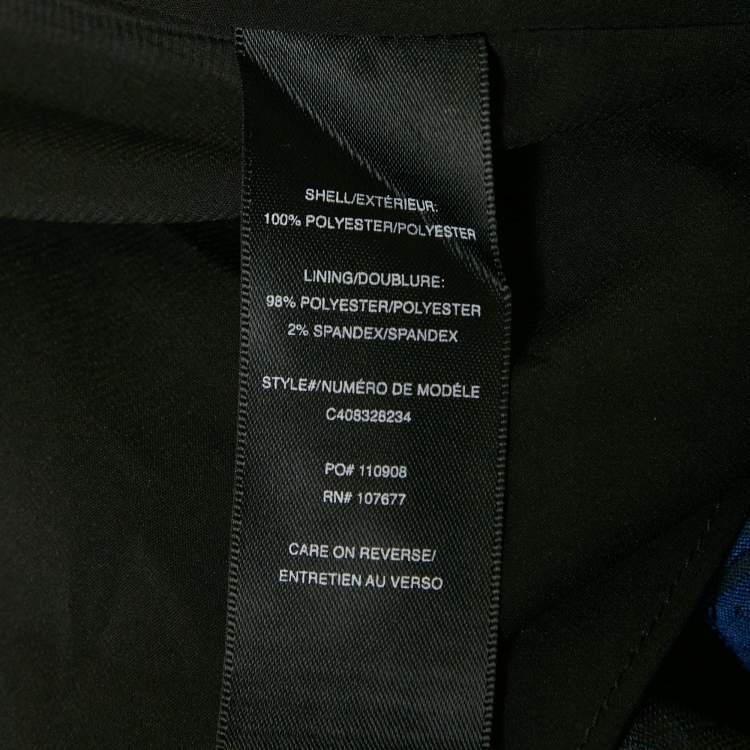 SHELL/EXTÉRIEUR:
100% POLYESTER/POLYESTER
LINING/DOUBLURE:
98% POLYESTER/POLYESTER
2% SPANDEX/SPANDEX
STYLE#/NUMÉRO DE MODÉLE
C408328234
PO# 110908
RN# 107677
CARE ON REVERSE/
ENTRETIEN AU VERSO